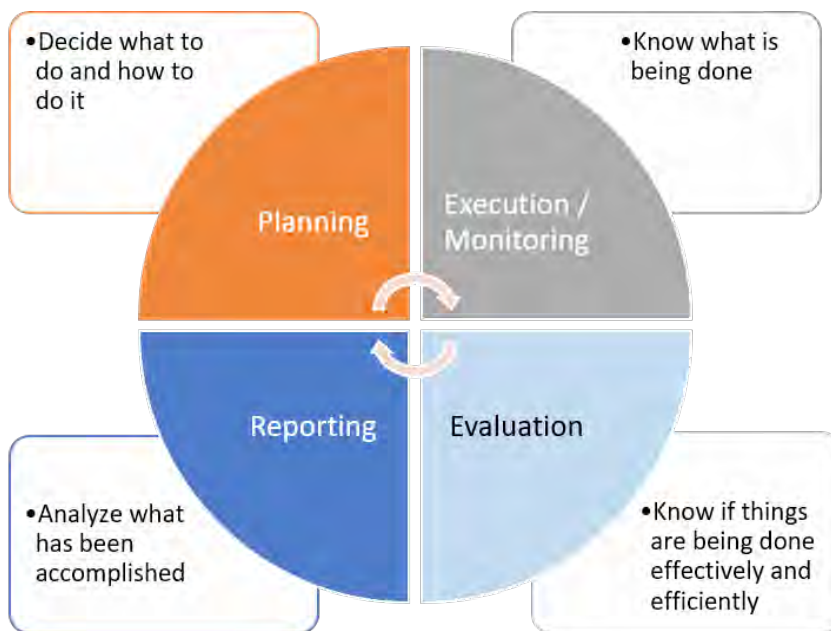 •Decide what to
do and how to
do it
•Know what is
being done
Planning
Execution /
Monitoring
Reporting
Evaluation
•Analyze what
has been
accomplished
•Know if things
are being done
effectively and
efficiently